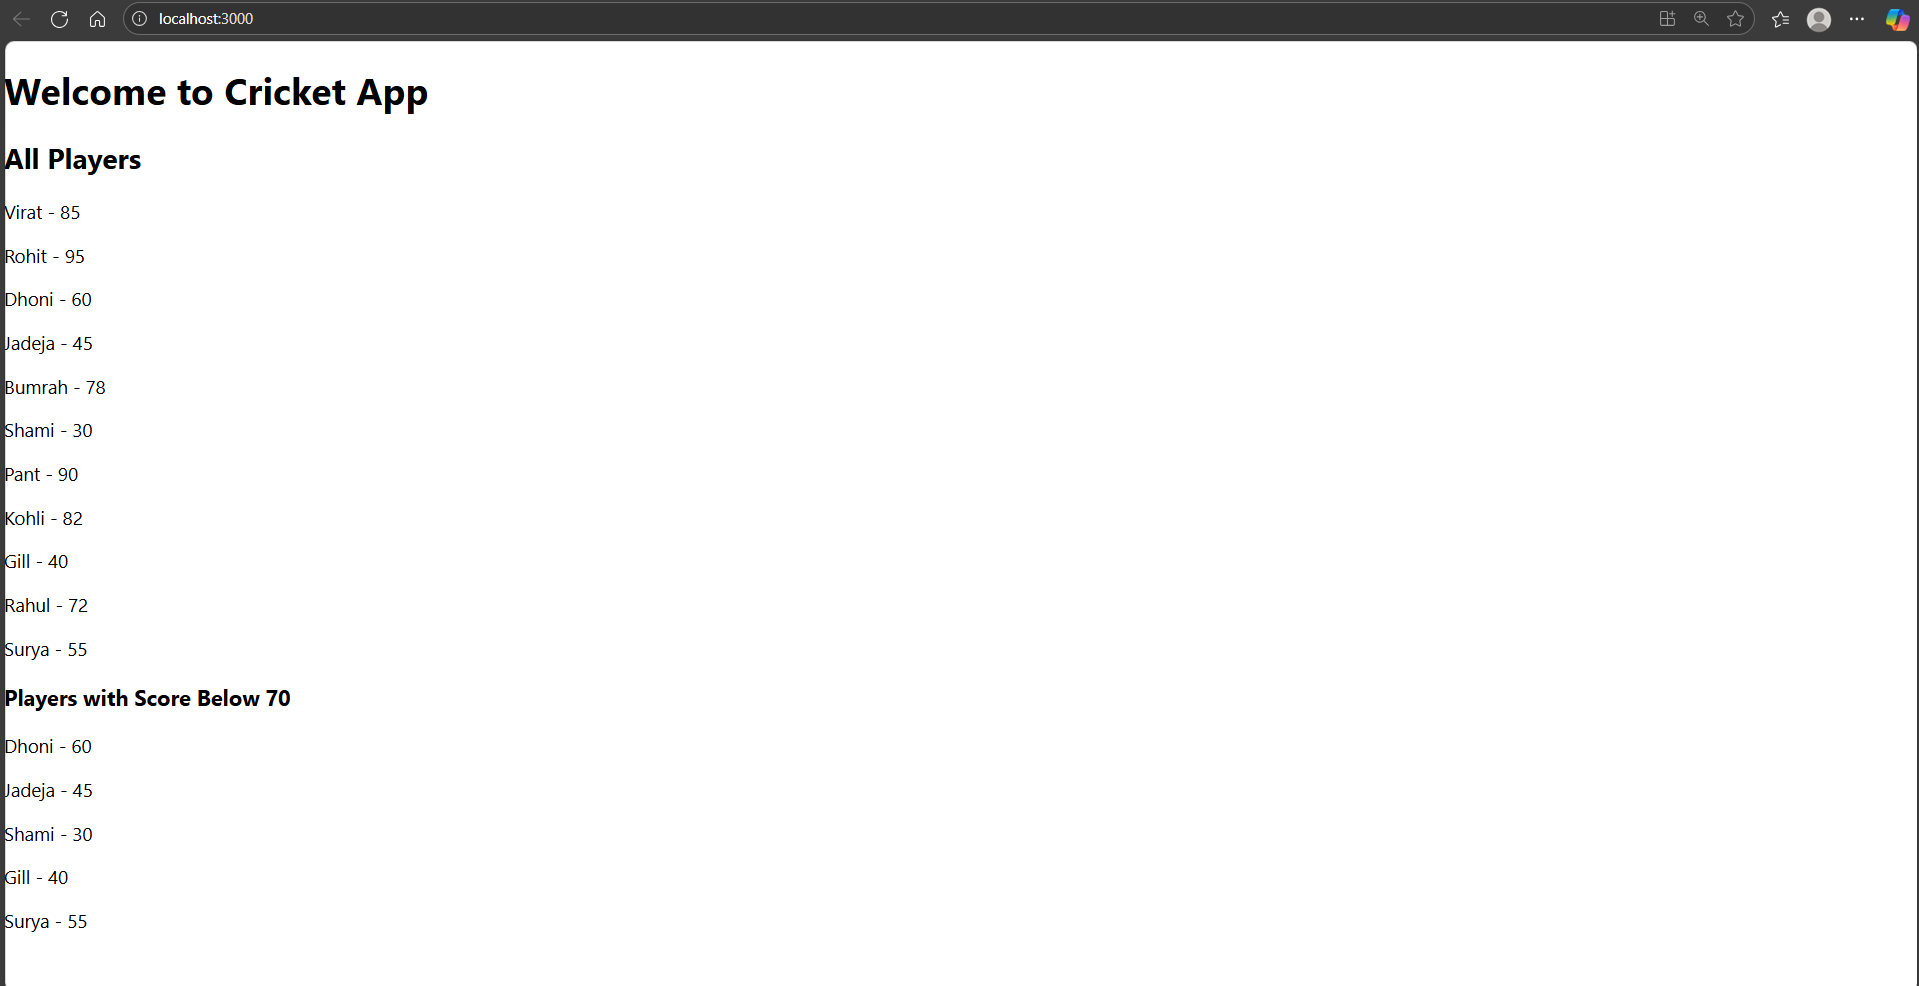 localhost:3000
Welcome to Cricket App
All Players
Virat - 85
Rohit - 95
Dhoni - 60
Jadeja - 45
Bumrah - 78
Shami - 30
Pant - 90
Kohli - 82
Gill - 40
Rahul - 72
Surya - 55
Players with Score Below 70
Dhoni - 60
Jadeja - 45
Shami - 30
Gill - 40
Surya - 55